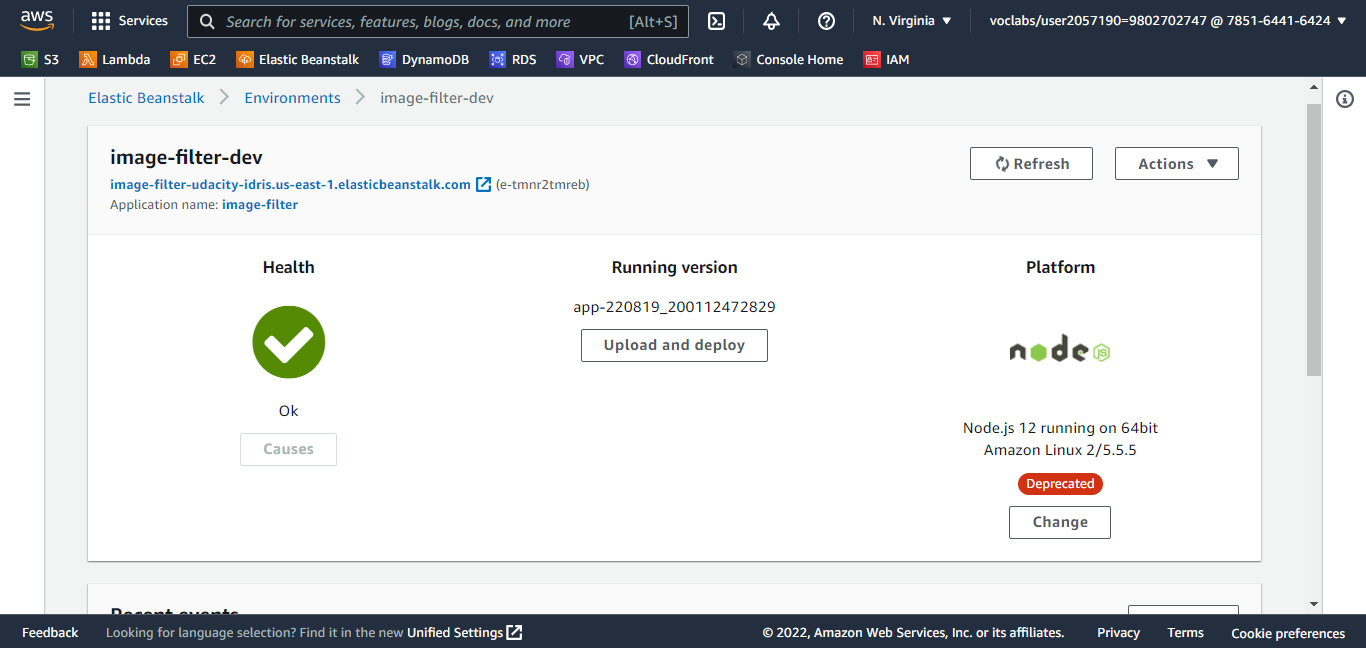 aws Services Search for services, features, blogs, docs, and more [Alt+S] N. Virginia voclabs/user2057190=9802702747 @ 7851-6441-6424
S3 Lambda EC2 Elastic Beanstalk DynamoDB RDS VPC CloudFront Console Home IAM
Elastic Beanstalk Environments image-filter-dev
image-filter-dev
Refresh Actions
image-filter-udacity-idris.us-east-1.elasticbeanstalk.com (e-tmnr2tmreb)
Application name: image-filter
Health Running version Platform
app-220819_200112472829
Upload and deploy
node JS
Ok
Causes
Node.js 12 running on 64bit
Amazon Linux 2/5.5.5
Deprecated
Change
Recent events
Feedback Looking for language selection? Find it in the new Unified Settings © 2022, Amazon Web Services, Inc. or its affiliates. Privacy Terms Cookie preferences